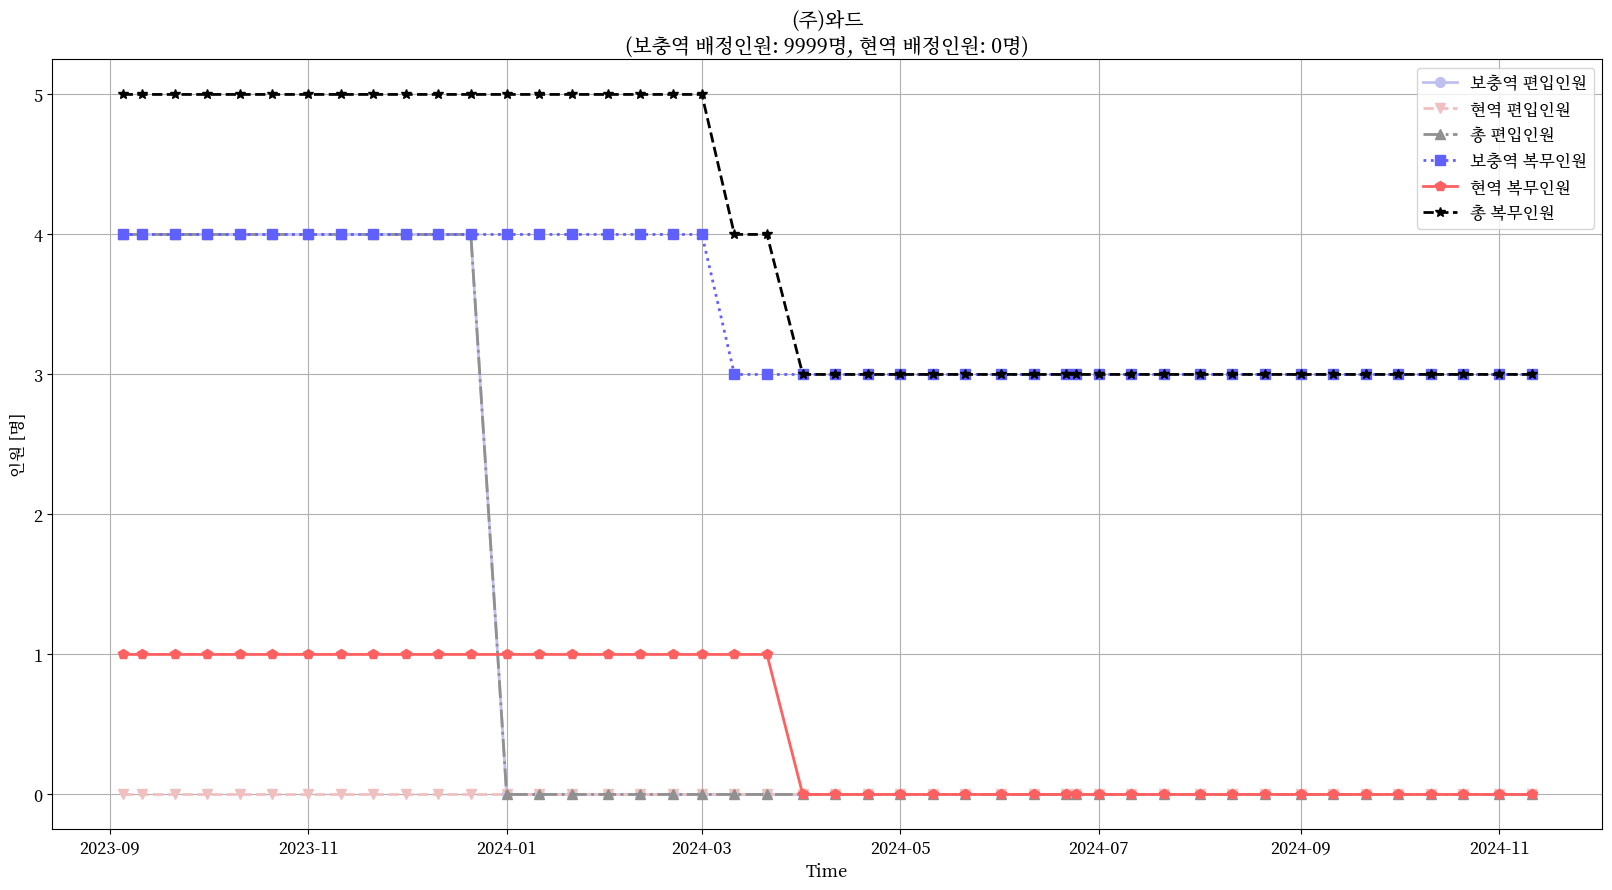 (주)와드
(보충역 배정인원: 9999명, 현역 배정인원: 0명)
보충역 편입인원
현역 편입인원
총 편입인원
보충역 복무인원
현역 복무인원
총 복무인원
인원 [명]
5
4
3
2
1
0
2023-09
2023-11
2024-01
2024-03
2024-05
2024-07
2024-09
2024-11
Time